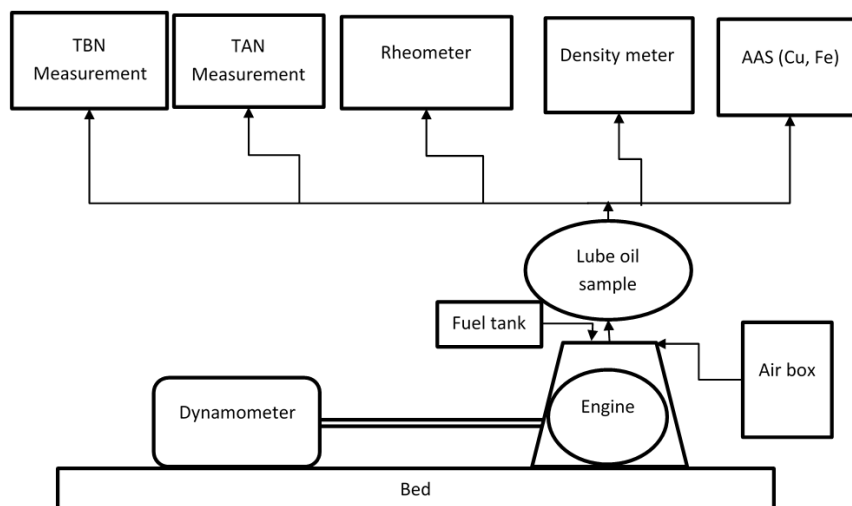 TBN
Measurement
TAN
Measurement
Rheometer
Density meter
AAS (Cu, Fe)
Lube oil
sample
Fuel tank
Air box
Dynamometer
Engine
Bed